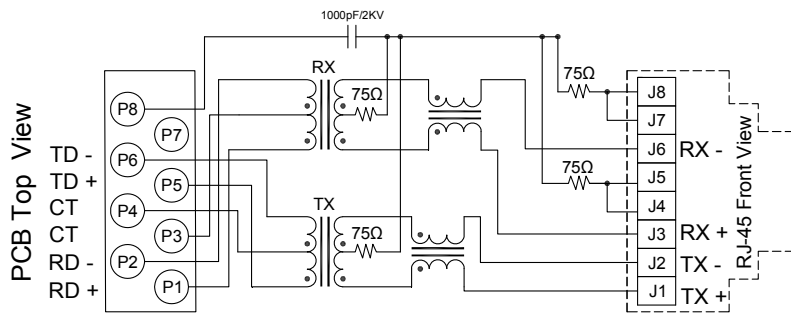 1000pF/2KV
RX
75Ω
75Ω
P8
J8
P7
J7
TD -
P6
J6
RX -
TD +
P5
75Ω
J5
CT
P4
TX
J4
CT
P3
75Ω
J3
RX +
RD -
P2
J2
TX -
RD +
P1
J1
TX +
PCB Top View
RJ-45 Front View